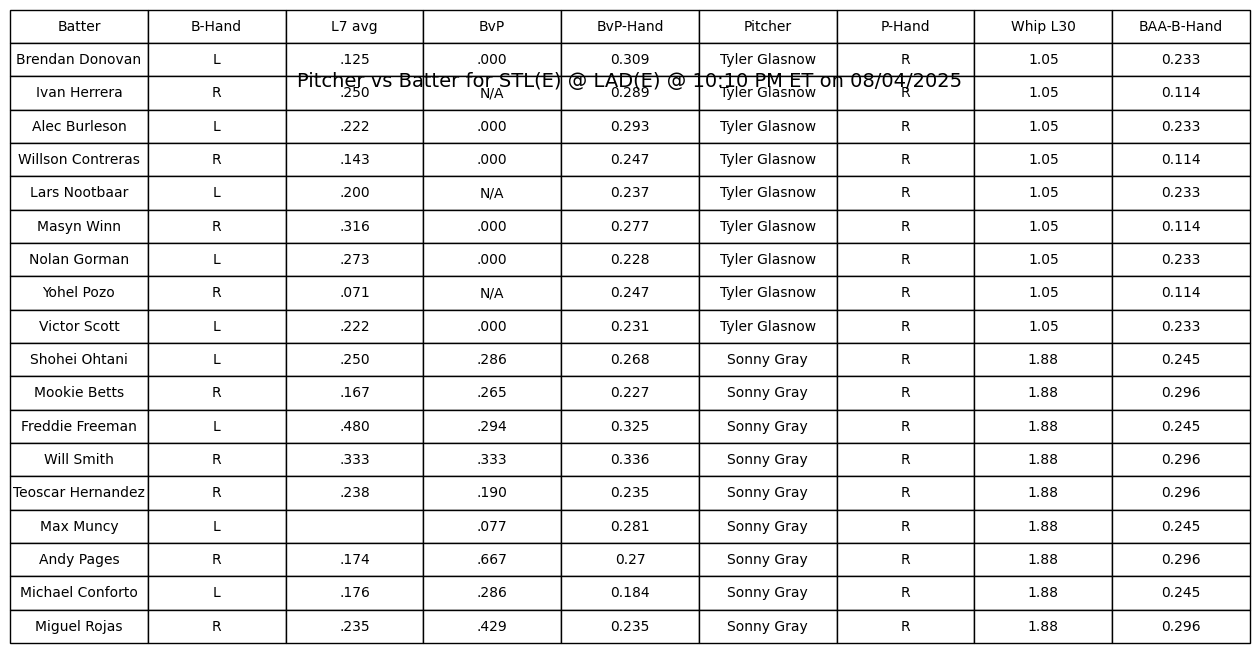 Batter B-Hand L7 avg BvP BvP-Hand Pitcher P-Hand Whip L30 BAA-B-Hand
Brendan Donovan L .125 .000 0.309 Tyler Glasnow R 1.05 0.233
Pitcher vs Batter for STL(E) @ LAD(E) @ 10:10 PM ET on 08/04/2025
Ivan Herrera R .250 N/A 0.289 Tyler Glasnow R 1.05 0.114
Alec Burleson L .222 .000 0.293 Tyler Glasnow R 1.05 0.233
Willson Contreras R .143 .000 0.247 Tyler Glasnow R 1.05 0.114
Lars Nootbaar L .200 N/A 0.237 Tyler Glasnow R 1.05 0.233
Masyn Winn R .316 .000 0.277 Tyler Glasnow R 1.05 0.114
Nolan Gorman L .273 .000 0.228 Tyler Glasnow R 1.05 0.233
Yohel Pozo R .071 N/A 0.247 Tyler Glasnow R 1.05 0.114
Victor Scott L .222 .000 0.231 Tyler Glasnow R 1.05 0.233
Shohei Ohtani L .250 .286 0.268 Sonny Gray R 1.88 0.245
Mookie Betts R .167 .265 0.227 Sonny Gray R 1.88 0.296
Freddie Freeman L .480 .294 0.325 Sonny Gray R 1.88 0.245
Will Smith R .333 .333 0.336 Sonny Gray R 1.88 0.296
Teoscar Hernandez R .238 .190 0.235 Sonny Gray R 1.88 0.296
Max Muncy L .077 0.281 Sonny Gray R 1.88 0.245
Andy Pages R .174 .667 0.27 Sonny Gray R 1.88 0.296
Michael Conforto L .176 .286 0.184 Sonny Gray R 1.88 0.245
Miguel Rojas R .235 .429 0.235 Sonny Gray R 1.88 0.296